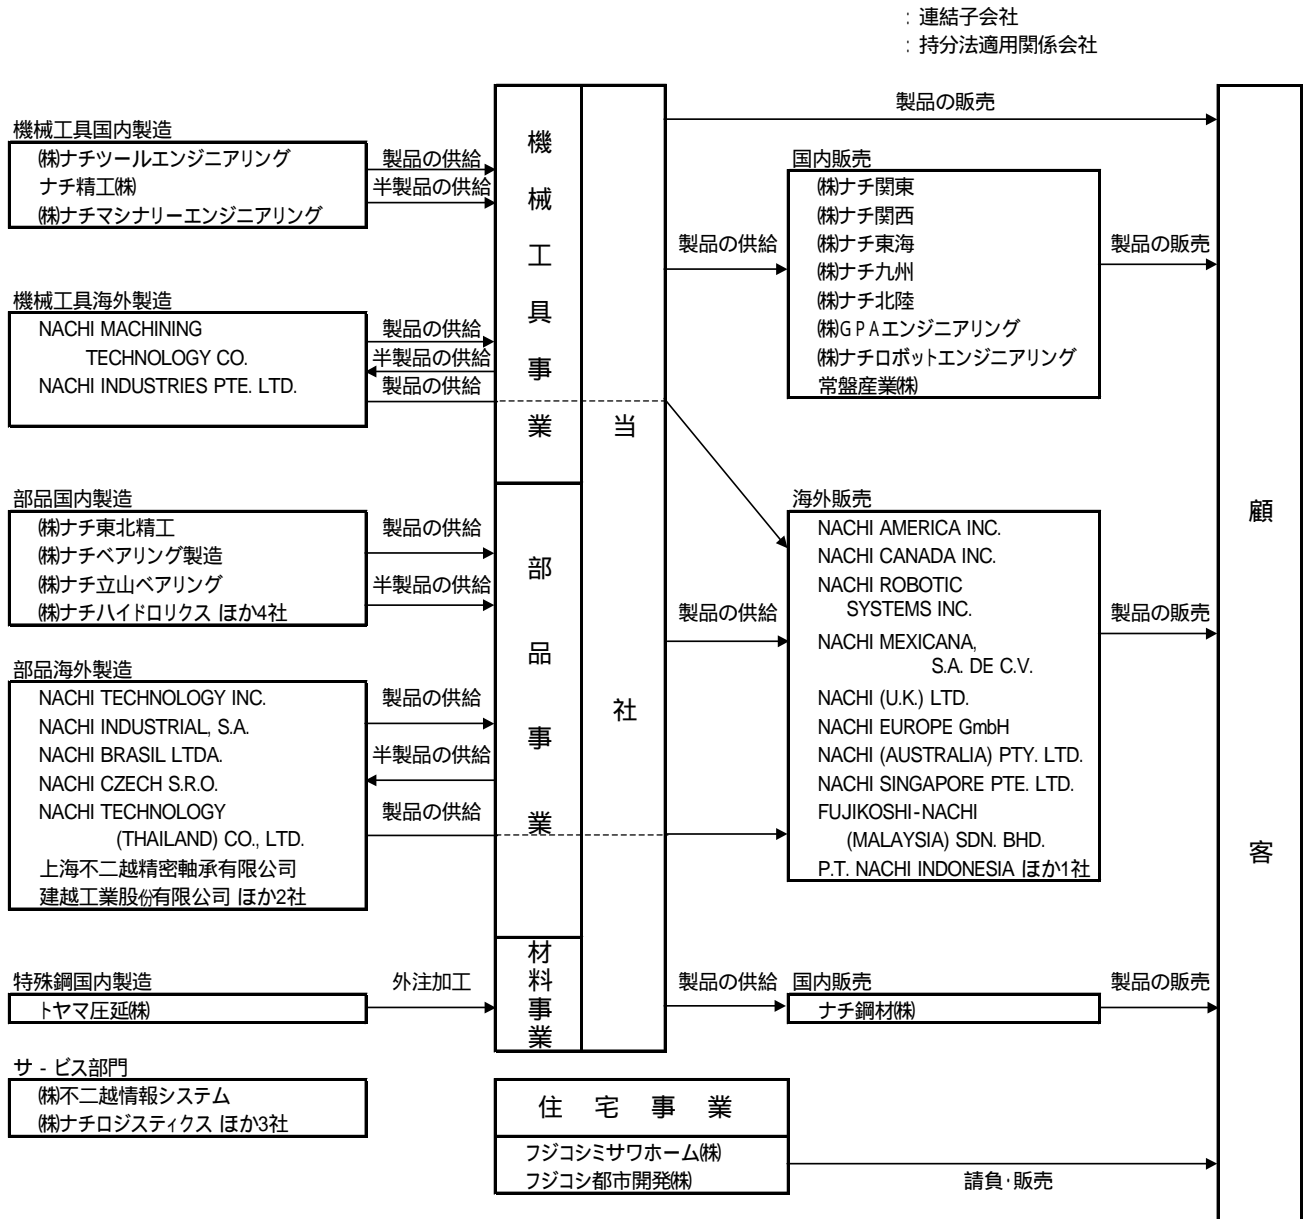 : 連結子会社
: 持分法適用関係会社
機械工具国内製造
㈱ナチツールエンジニアリング
ナチ精工㈱
㈱ナチマシナリーエンジニアリング
製品の供給
半製品の供給
機械工具海外製造
NACHI MACHINING
TECHNOLOGY CO.
NACHI INDUSTRIES PTE. LTD.
製品の供給
半製品の供給
製品の供給
部品国内製造
㈱ナチ東北精工
㈱ナチベアリング製造
㈱ナチ立山ベアリング
㈱ナチハイドロリクス ほか4社
製品の供給
半製品の供給
部品海外製造
NACHI TECHNOLOGY INC.
NACHI INDUSTRIAL, S.A.
NACHI BRASIL LTDA.
NACHI CZECH S.R.O.
NACHI TECHNOLOGY
(THAILAND) CO., LTD.
上海不二越精密軸承有限公司
建越工業股份有限公司 ほか2社
製品の供給
半製品の供給
製品の供給
特殊鋼国内製造
トヤマ圧延㈱
外注加工
サ - ビス部門
㈱不二越情報システム
㈱ナチロジスティクス ほか3社
機械工具事業
部品事業
材料事業
当社
製品の販売
製品の供給
国内販売
㈱ナチ関東
㈱ナチ関西
㈱ナチ東海
㈱ナチ九州
㈱ナチ北陸
㈱GPAエンジニアリング
㈱ナチロボットエンジニアリング
常盤産業㈱
製品の販売
製品の供給
海外販売
NACHI AMERICA INC.
NACHI CANADA INC.
NACHI ROBOTIC
SYSTEMS INC.
NACHI MEXICANA,
S.A. DE C.V.
NACHI (U.K.) LTD.
NACHI EUROPE GmbH
NACHI (AUSTRALIA) PTY. LTD.
NACHI SINGAPORE PTE. LTD.
FUJIKOSHI-NACHI
(MALAYSIA) SDN. BHD.
P.T. NACHI INDONESIA ほか1社
製品の販売
製品の供給
国内販売
ナチ鋼材㈱
製品の販売
住宅事業
フジコシミサワホーム㈱
フジコシ都市開発㈱
請負・販売
顧客